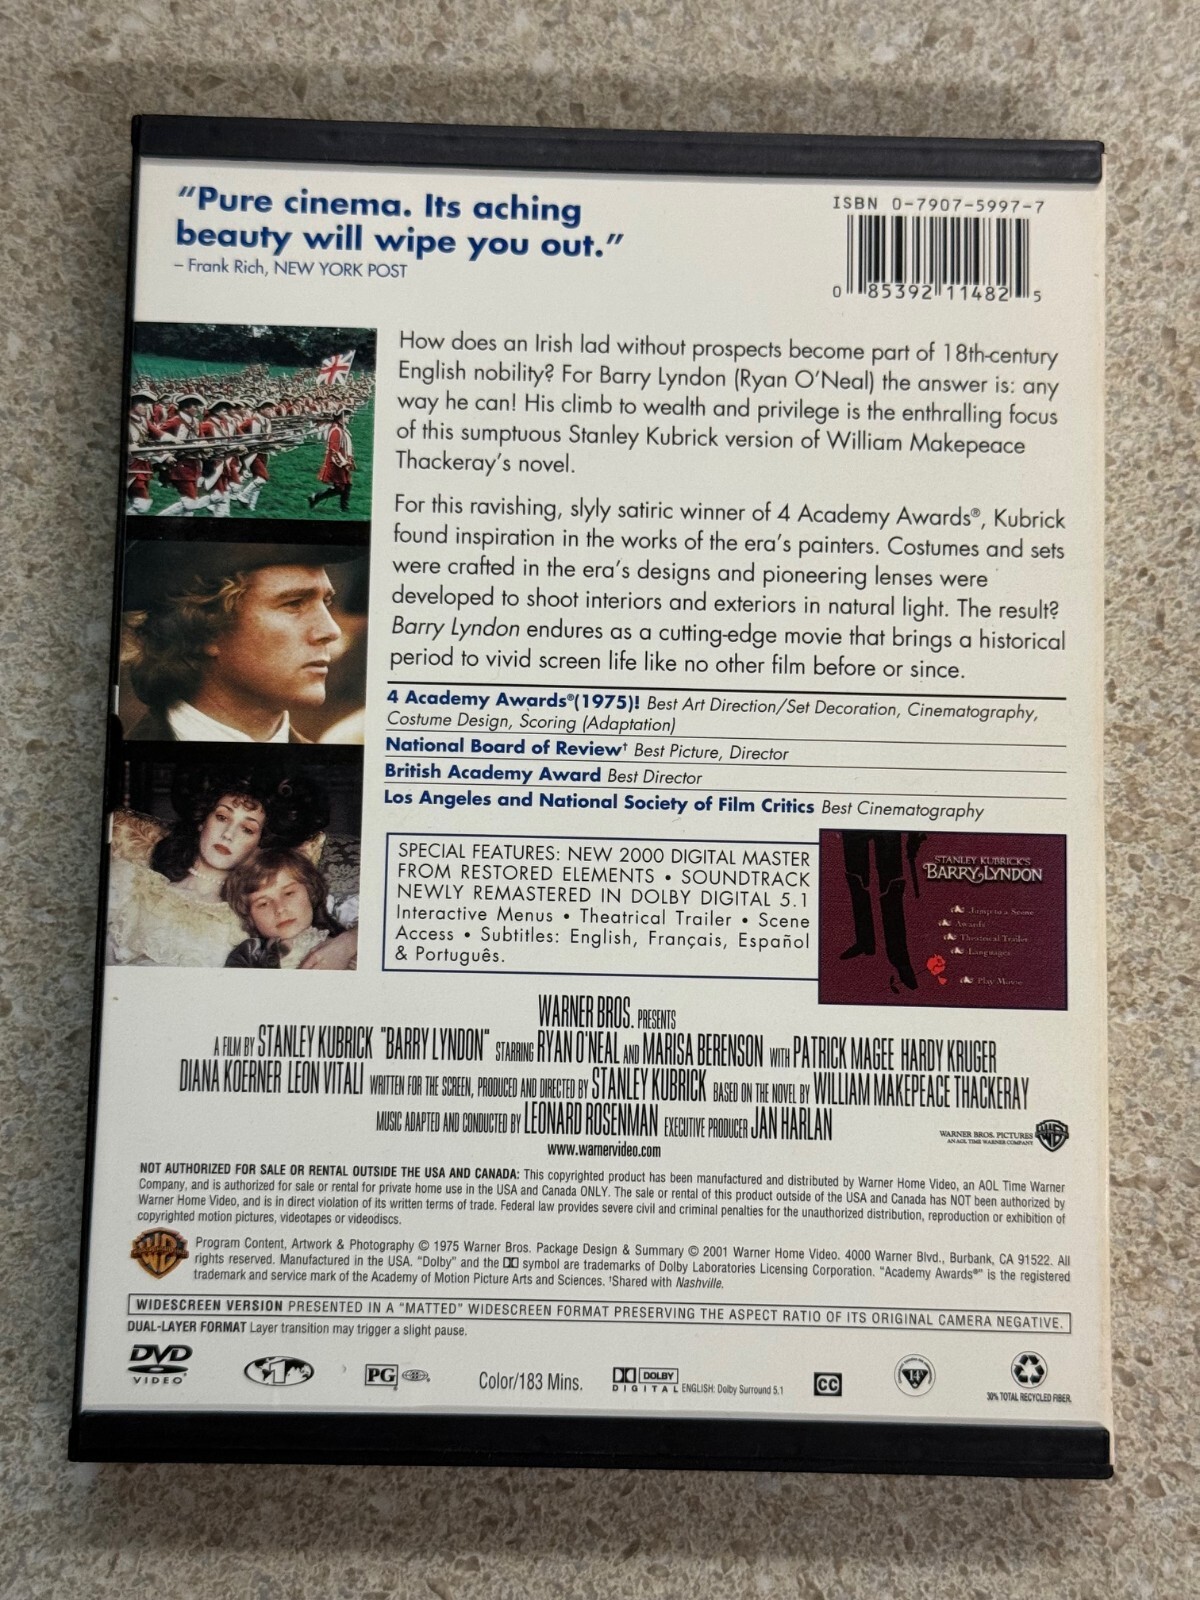 “Pure cinema. Its aching
beauty will wipe you out.”
– Frank Rich, NEW YORK POST
ISBN 0-7907-5997-7
0 85392 11482 5
How does an Irish lad without prospects become part of 18th-century
English nobility? For Barry Lyndon (Ryan O’Neal) the answer is: any
way he can! His climb to wealth and privilege is the enthralling focus
of this sumptuous Stanley Kubrick version of William Makepeace
Thackeray’s novel.
For this ravishing, slyly satiric winner of 4 Academy Awards®, Kubrick
found inspiration in the works of the era’s painters. Costumes and sets
were crafted in the era’s designs and pioneering lenses were
developed to shoot interiors and exteriors in natural light. The result?
Barry Lyndon endures as a cutting-edge movie that brings a historical
period to vivid screen life like no other film before or since.
4 Academy Awards®(1975)! Best Art Direction/Set Decoration, Cinematography,
Costume Design, Scoring (Adaptation)
National Board of Review† Best Picture, Director
British Academy Award Best Director
Los Angeles and National Society of Film Critics Best Cinematography
SPECIAL FEATURES: NEW 2000 DIGITAL MASTER
FROM RESTORED ELEMENTS • SOUNDTRACK
NEWLY REMASTERED IN DOLBY DIGITAL 5.1
Interactive Menus • Theatrical Trailer • Scene
Access • Subtitles: English, Français, Español
& Português.
STANLEY KUBRICK'S
BARRY LYNDON
Jump to a Scene
Awards
Theatrical Trailer
Languages
Play Movie
WARNER BROS. PRESENTS
A FILM BY STANLEY KUBRICK "BARRY LYNDON" STARRING RYAN O'NEAL AND MARISA BERENSON WITH PATRICK MAGEE HARDY KRUGER
DIANA KOERNER LEON VITALI WRITTEN FOR THE SCREEN, PRODUCED AND DIRECTED BY STANLEY KUBRICK BASED ON THE NOVEL BY WILLIAM MAKEPEACE THACKERAY
MUSIC ADAPTED AND CONDUCTED BY LEONARD ROSENMAN EXECUTIVE PRODUCER JAN HARLAN
WARNER BROS. PICTURES
AN AOL TIME WARNER COMPANY
www.warnervideo.com
NOT AUTHORIZED FOR SALE OR RENTAL OUTSIDE THE USA AND CANADA: This copyrighted product has been manufactured and distributed by Warner Home Video, an AOL Time Warner
Company, and is authorized for sale or rental for private home use in the USA and Canada ONLY. The sale or rental of this product outside of the USA and Canada has NOT been authorized by
Warner Home Video, and is in direct violation of its written terms of trade. Federal law provides severe civil and criminal penalties for the unauthorized distribution, reproduction or exhibition of
copyrighted motion pictures, videotapes or videodiscs.
Program Content, Artwork & Photography © 1975 Warner Bros. Package Design & Summary © 2001 Warner Home Video. 4000 Warner Blvd., Burbank, CA 91522. All
rights reserved. Manufactured in the USA. "Dolby" and the DD symbol are trademarks of Dolby Laboratories Licensing Corporation. "Academy Awards®" is the registered
trademark and service mark of the Academy of Motion Picture Arts and Sciences. †Shared with Nashville.
WIDESCREEN VERSION PRESENTED IN A "MATTED" WIDESCREEN FORMAT PRESERVING THE ASPECT RATIO OF ITS ORIGINAL CAMERA NEGATIVE.
DUAL-LAYER FORMAT Layer transition may trigger a slight pause.
DVD
VIDEO
1
PG
Color/183 Mins.
DOLBY
DIGITAL ENGLISH: Dolby Surround 5.1
CC
30% TOTAL RECYCLED FIBER.